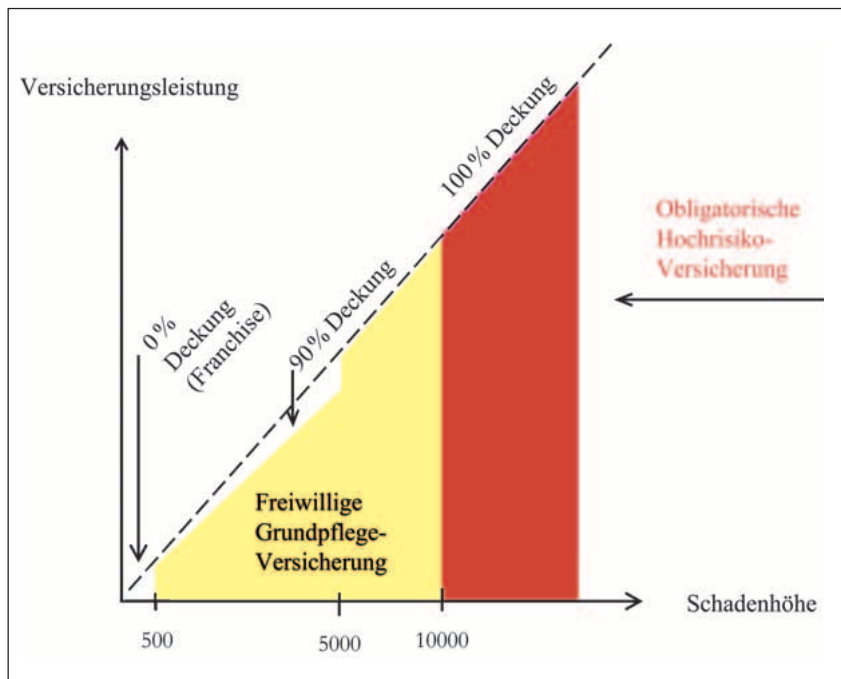 Versicherungsleistung
100% Deckung
Obligatorische
Hochrisiko-
Versicherung
0%
Deckung
(Franchise)
90% Deckung
Freiwillige
Grundpflege-
Versicherung
Schadenhöhe
500
5000
10000